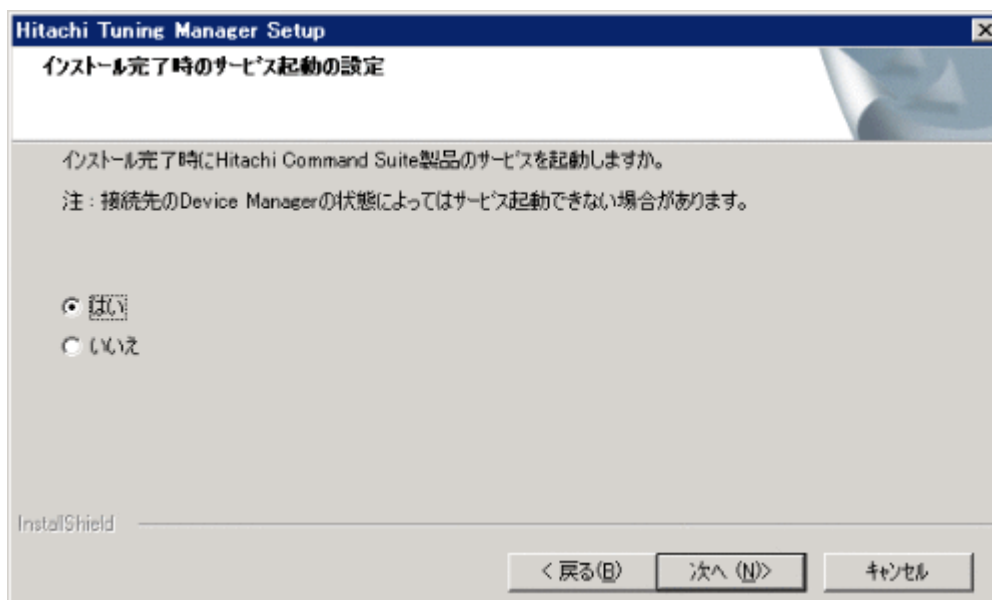 Hitachi Tuning Manager Setup
インストール完了時のサービス起動の設定
インストール完了時にHitachi Command Suite製品のサービスを起動しますか。
注：接続先のDevice Managerの状態によってはサービス起動できない場合があります。
はい
いいえ
InstallShield
< 戻る(B)
次へ (N)>
キャンセル